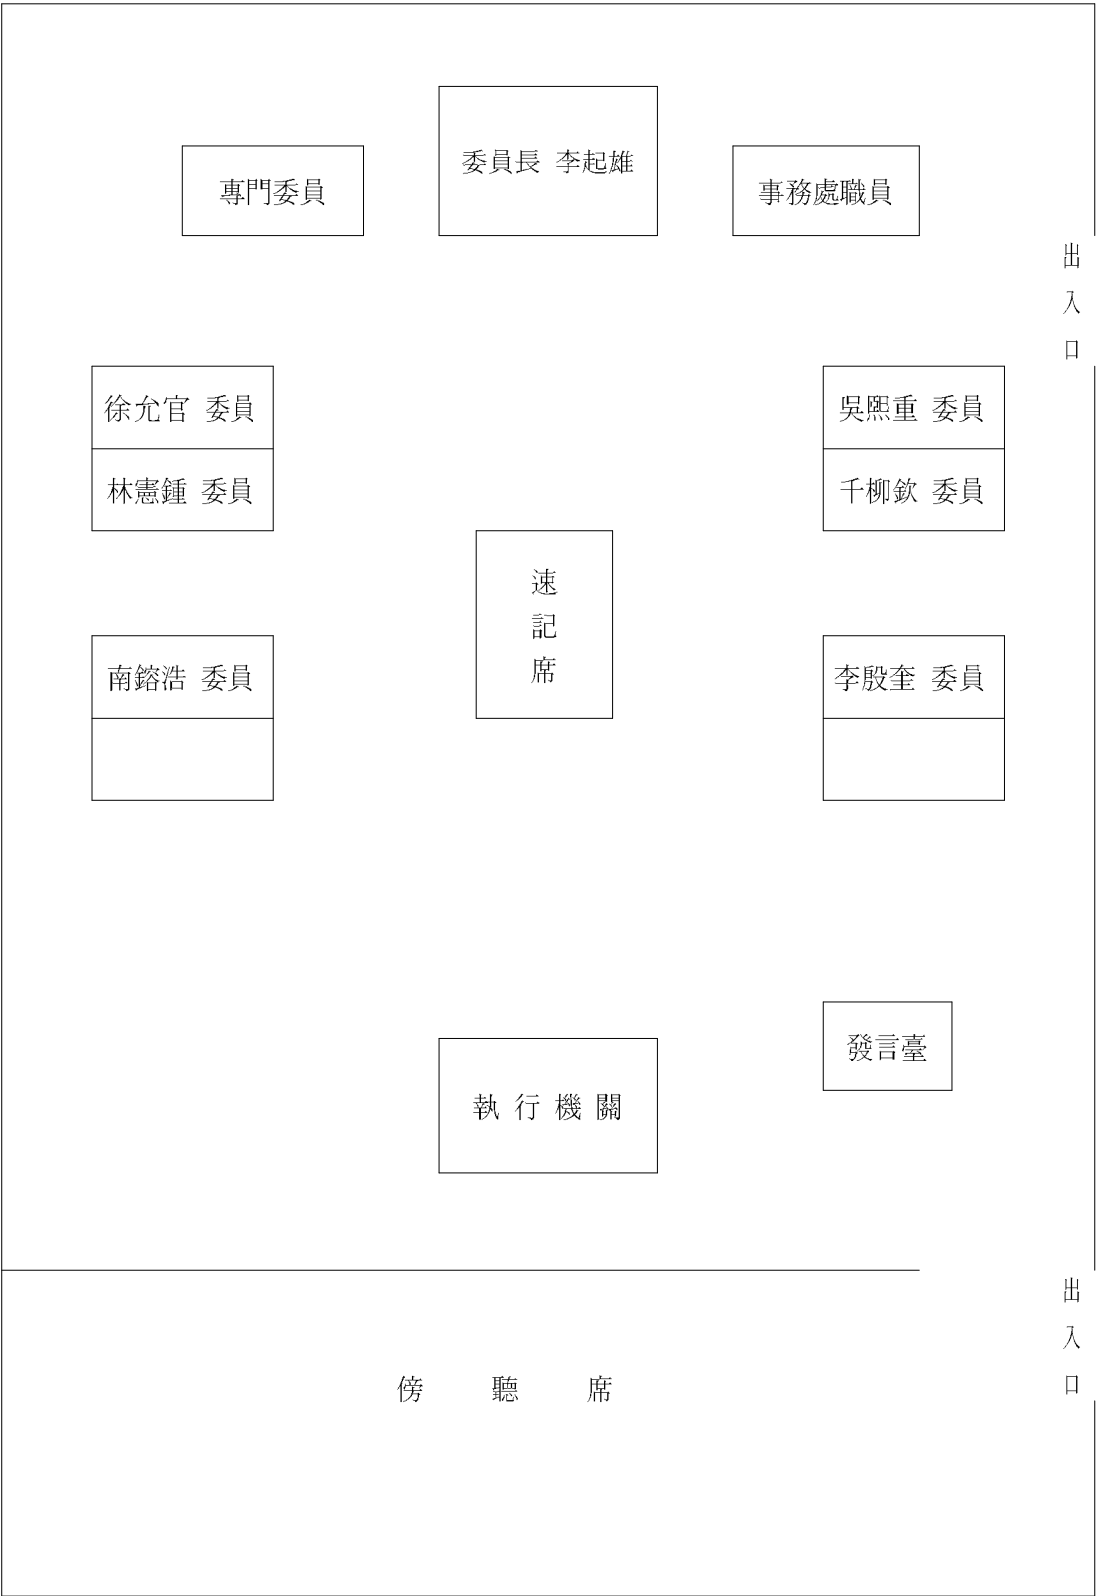 委員長 李起雄
專門委員
事務處職員
出
入
口
徐允官 委員
吳熙重 委員
林憲鍾 委員
千柳欽 委員
速
記
席
南鎔浩 委員
李殷奎 委員
發言臺
執 行 機 關
出
入
口
傍 聽 席